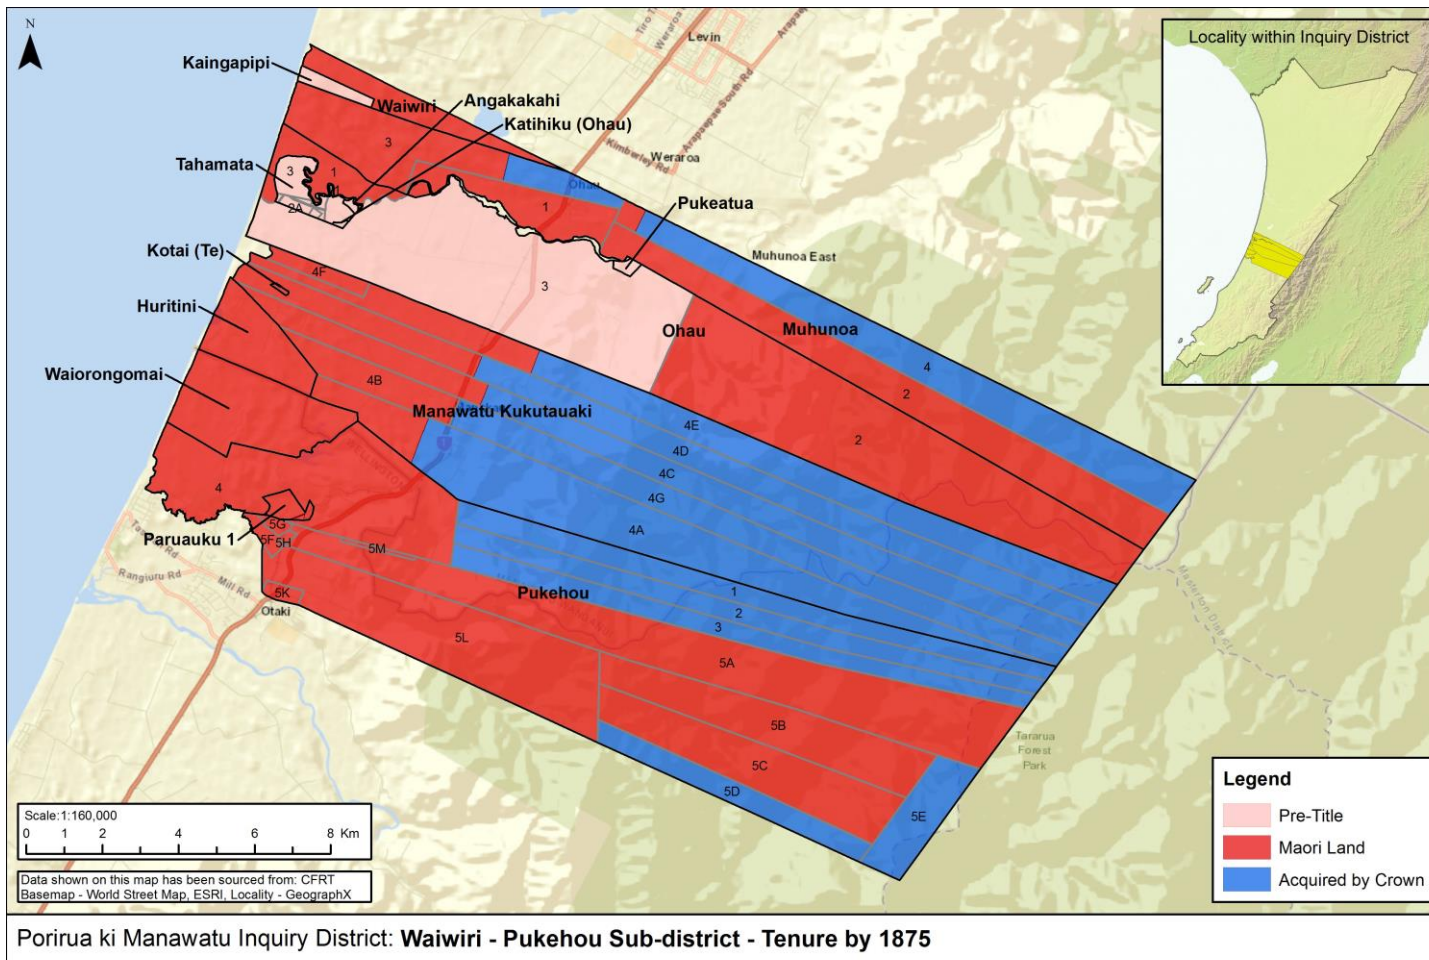 N
Kaingapipi
Waiwiri
Angakakahi
Katihiku (Ohau)
Tahamata
Kotai (Te)
Huritini
Waiorongomai
Paruauku 1
Pukeatua
Ohau
Muhunoa
Manawatu Kukutauaki
Pukehou
Levin
Arapaepae South Rd
Kimberley Rd
Weraroa
Ohau
Muhunoa East
Rangiuru Rd
Mill Rd
Otaki
Masterton District
Tararua
Forest
Park
3
1
3
2A
1
3
4F
4B
4
2
2
4E
4D
4C
4G
4A
1
2
3
4
5G
5F
5H
5M
5K
5L
5A
5B
5C
5D
5E
Locality within Inquiry District
Legend
Pre-Title
Maori Land
Acquired by Crown
Scale:1:160,000
0 1 2 4 6 8 Km
Data shown on this map has been sourced from: CFRT
Basemap - World Street Map, ESRI, Locality - GeographX
Porirua ki Manawatu Inquiry District: Waiwiri - Pukehou Sub-district - Tenure by 1875